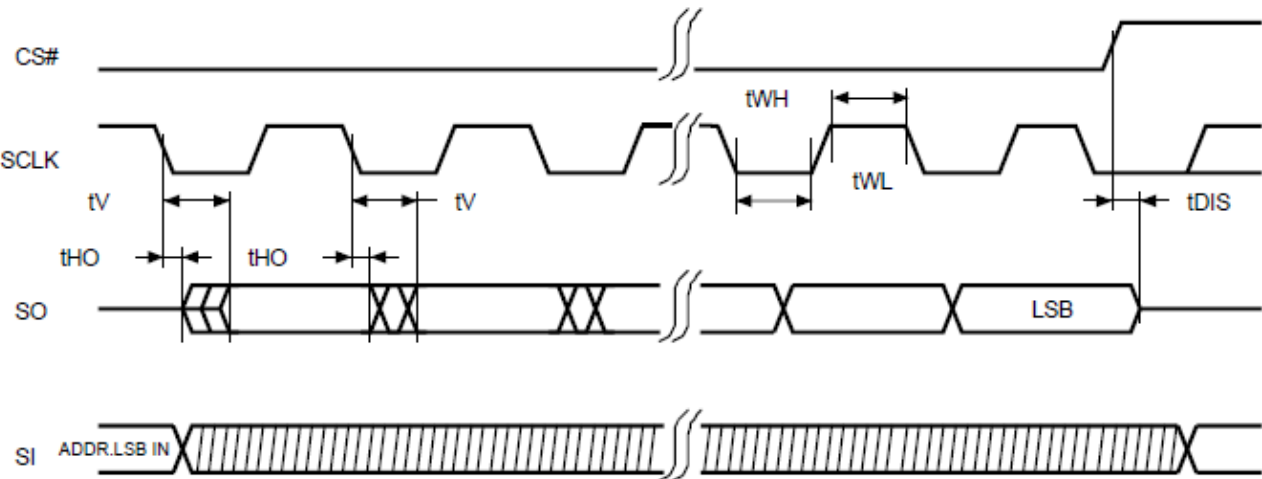 CS#
tWH
SCLK
tWL
tV
tV
tDIS
tHO
tHO
SO
LSB
SI
ADDR.LSB IN